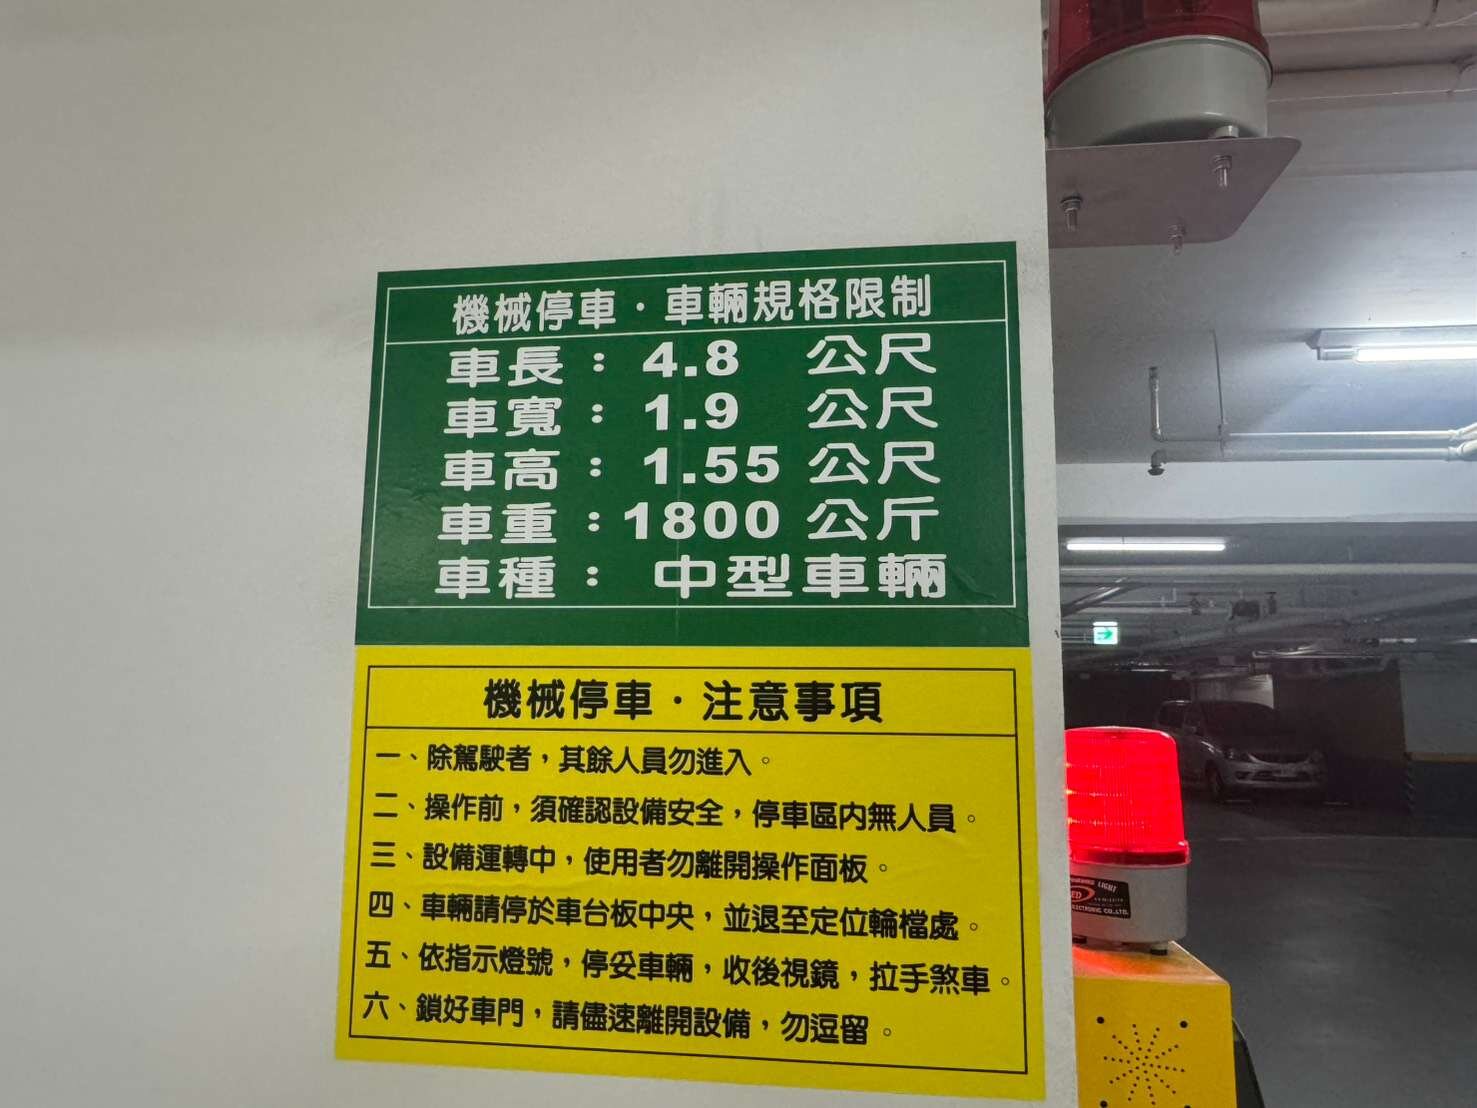 機械停車・車輛規格限制
車長：4.8 公尺
車寬：1.9 公尺
車高：1.55 公尺
車重：1800 公斤
車種：中型車輛
機械停車・注意事項
一、除駕駛者，其餘人員勿進入。
二、操作前，須確認設備安全，停車區內無人員。
三、設備運轉中，使用者勿離開操作面板。
四、車輛請停於車台板中央，並退至定位輪檔處。
五、依指示燈號，停妥車輛，收後視鏡，拉手煞車。
六、鎖好車門，請儘速離開設備，勿逗留。
LIGHT
CO.,LTD.